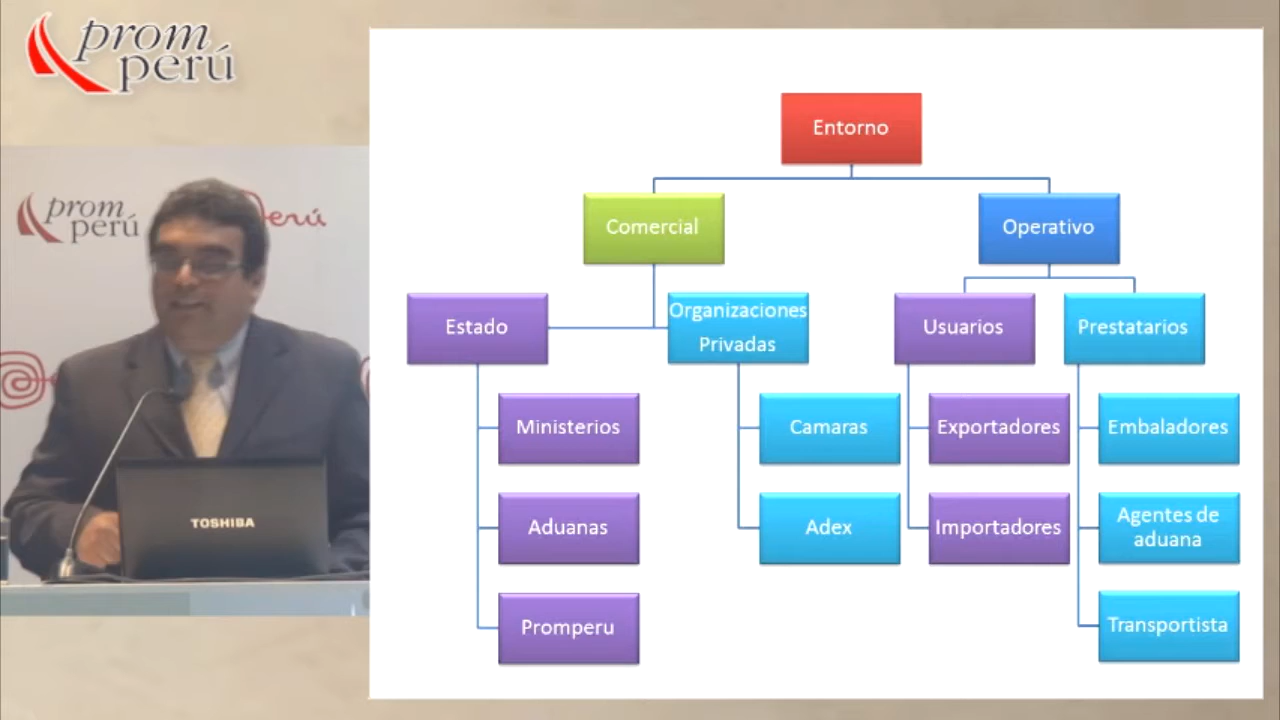 prom
perú
prom
perú
Perú
TOSHIBA
Entorno
Comercial
Operativo
Estado
Organizaciones
Privadas
Usuarios
Prestatarios
Ministerios
Camaras
Exportadores
Embaladores
Aduanas
Adex
Importadores
Agentes de
aduana
Promperu
Transportista